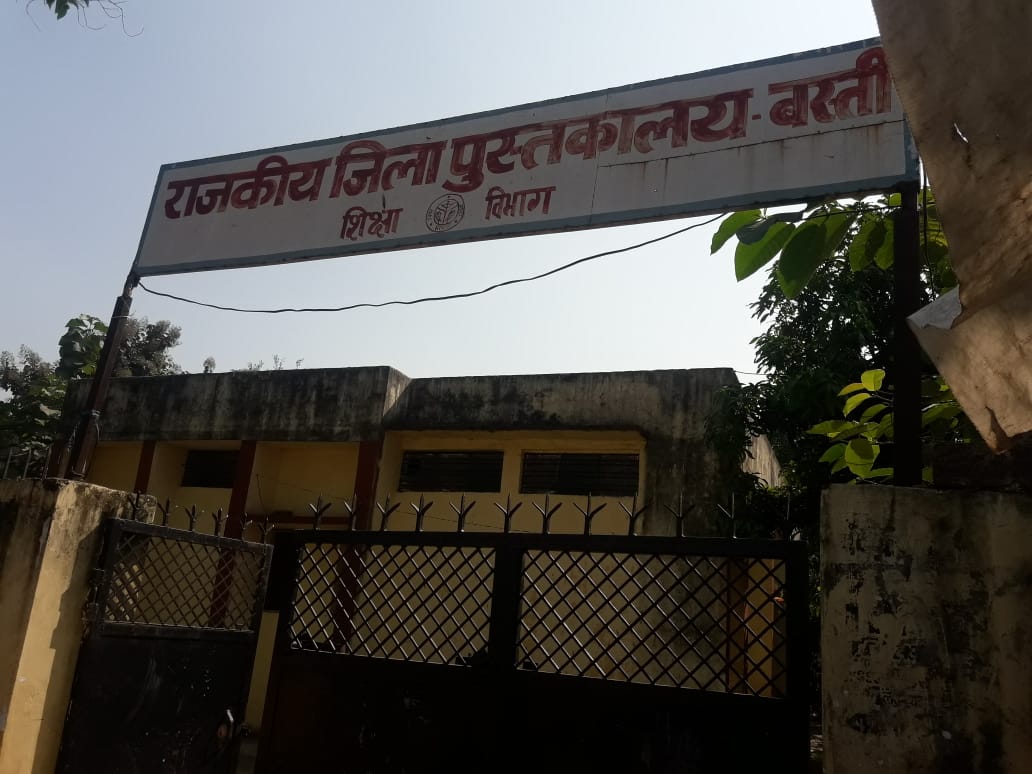 राजकीय जिला पुस्तकालय - बस्ती
शिक्षा विभाग